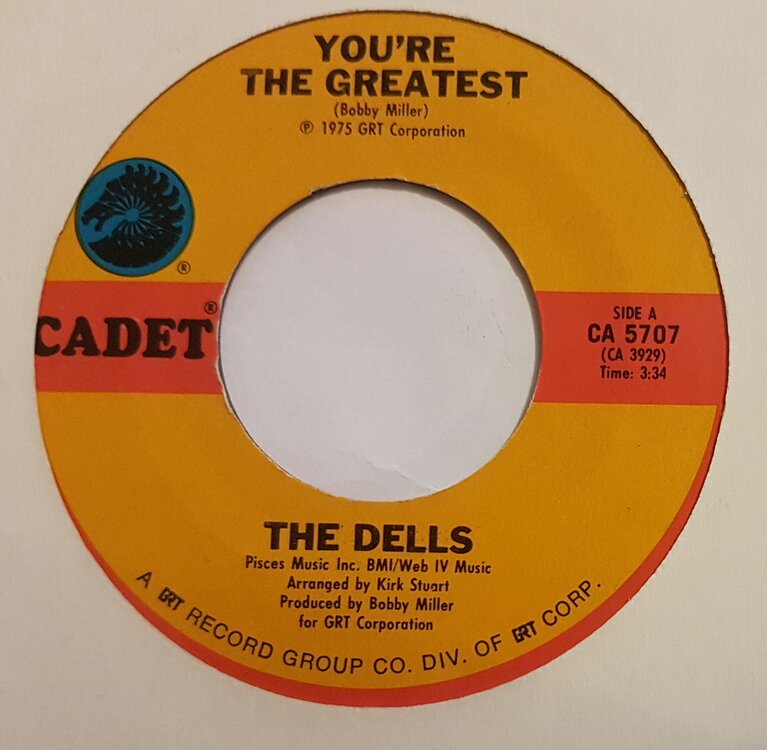 YOU'RE
THE GREATEST
(Bobby Miller)
℗ 1975 GRT Corporation
®
CADET®
SIDE A
CA 5707
(CA 3929)
Time: 3:34
THE DELLS
Pisces Music Inc. BMI/Web IV Music
Arranged by Kirk Stuart
Produced by Bobby Miller
for GRT Corporation
A GRT RECORD GROUP CO. DIV. OF GRT CORP.